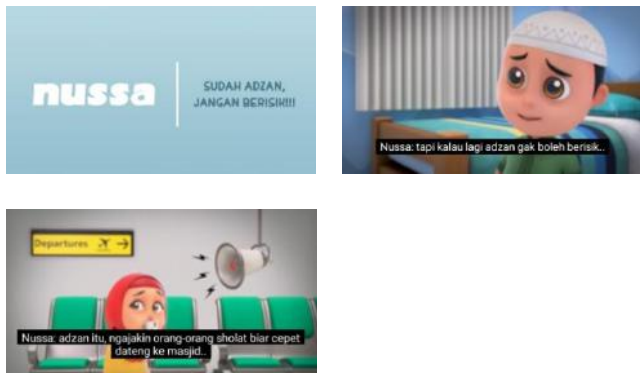 nussa
SUDAH ADZAN,
JANGAN BERISIK!!!
Nussa: tapi kalau lagi adzan gak boleh berisik..
Departures
Nussa: adzan itu, ngajakin orang-orang sholat biar cepet
dateng ke masjid..